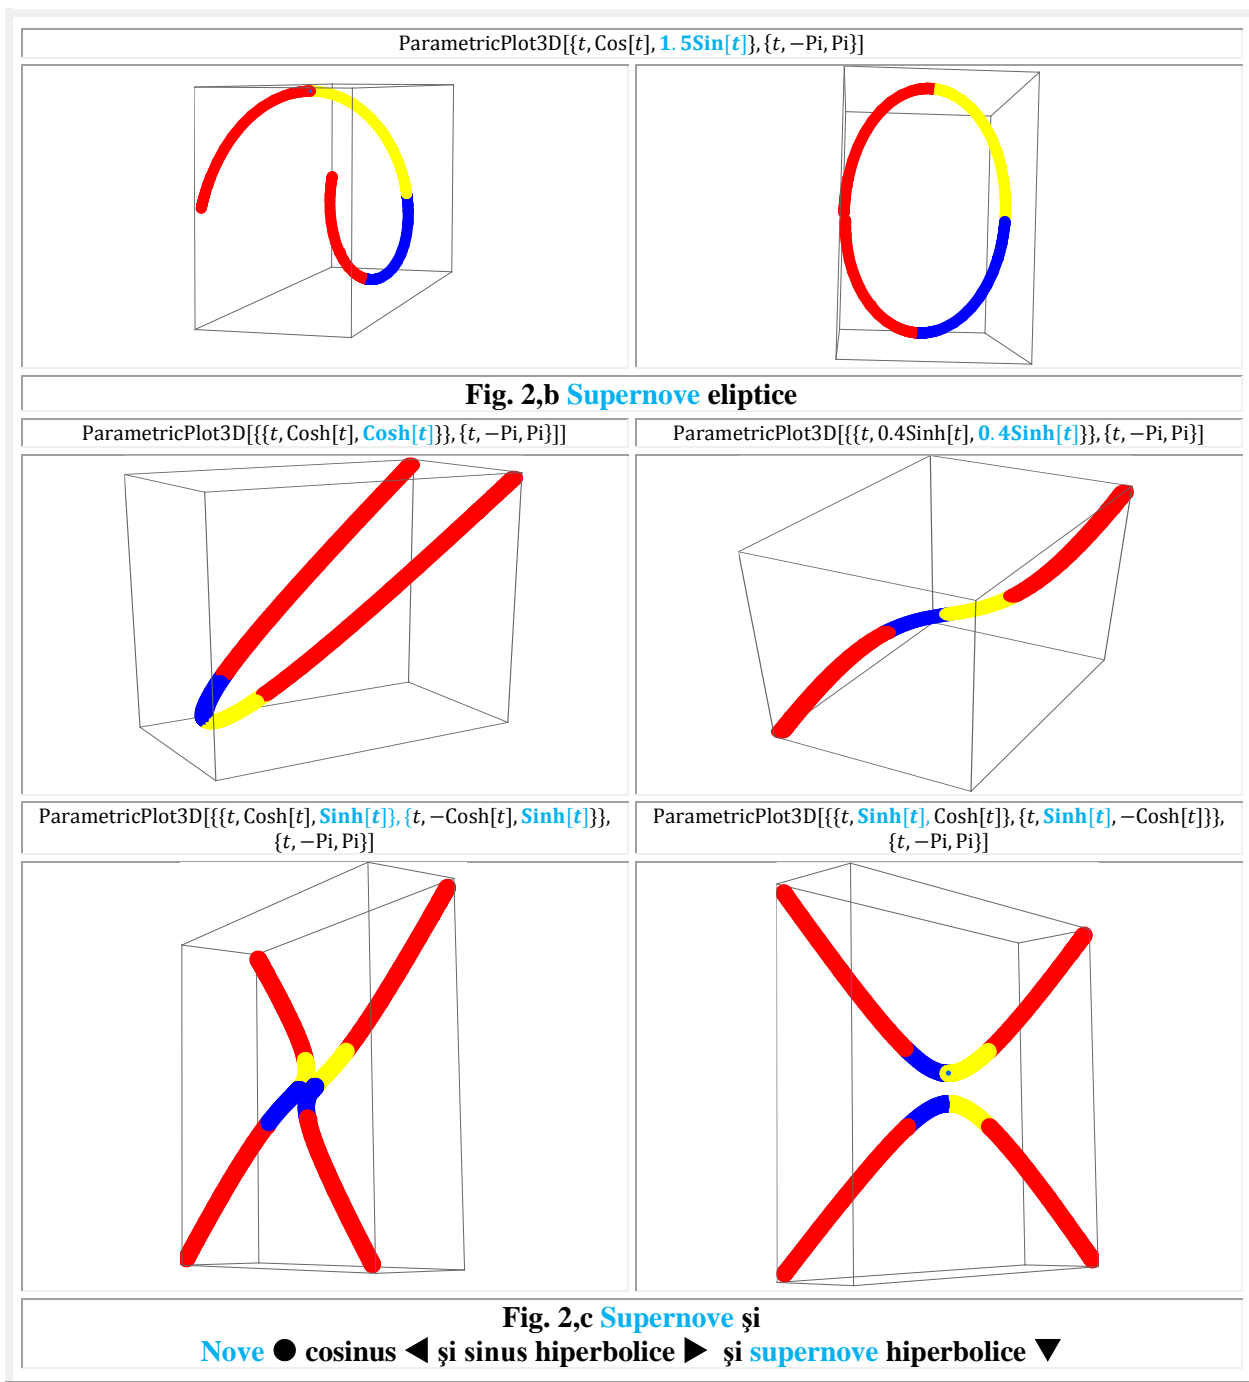 ParametricPlot3D[{t, Cos[t], 1.5Sin[t]}, {t, −Pi, Pi}]
Fig. 2,b Supernove eliptice
ParametricPlot3D[{{t, Cosh[t], Cosh[t]}}, {t, −Pi, Pi}]]
ParametricPlot3D[{{t, 0.4Sinh[t], 0.4Sinh[t]}}, {t, −Pi, Pi}]
ParametricPlot3D[{{t, Cosh[t], Sinh[t]}, {t, −Cosh[t], Sinh[t]}},
{t, −Pi, Pi}]
ParametricPlot3D[{{t, Sinh[t], Cosh[t]}, {t, Sinh[t], −Cosh[t]}},
{t, −Pi, Pi}]
Fig. 2,c Supernove şi
Nove ● cosinus ◀ şi sinus hiperbolice ▶ şi supernove hiperbolice ▼